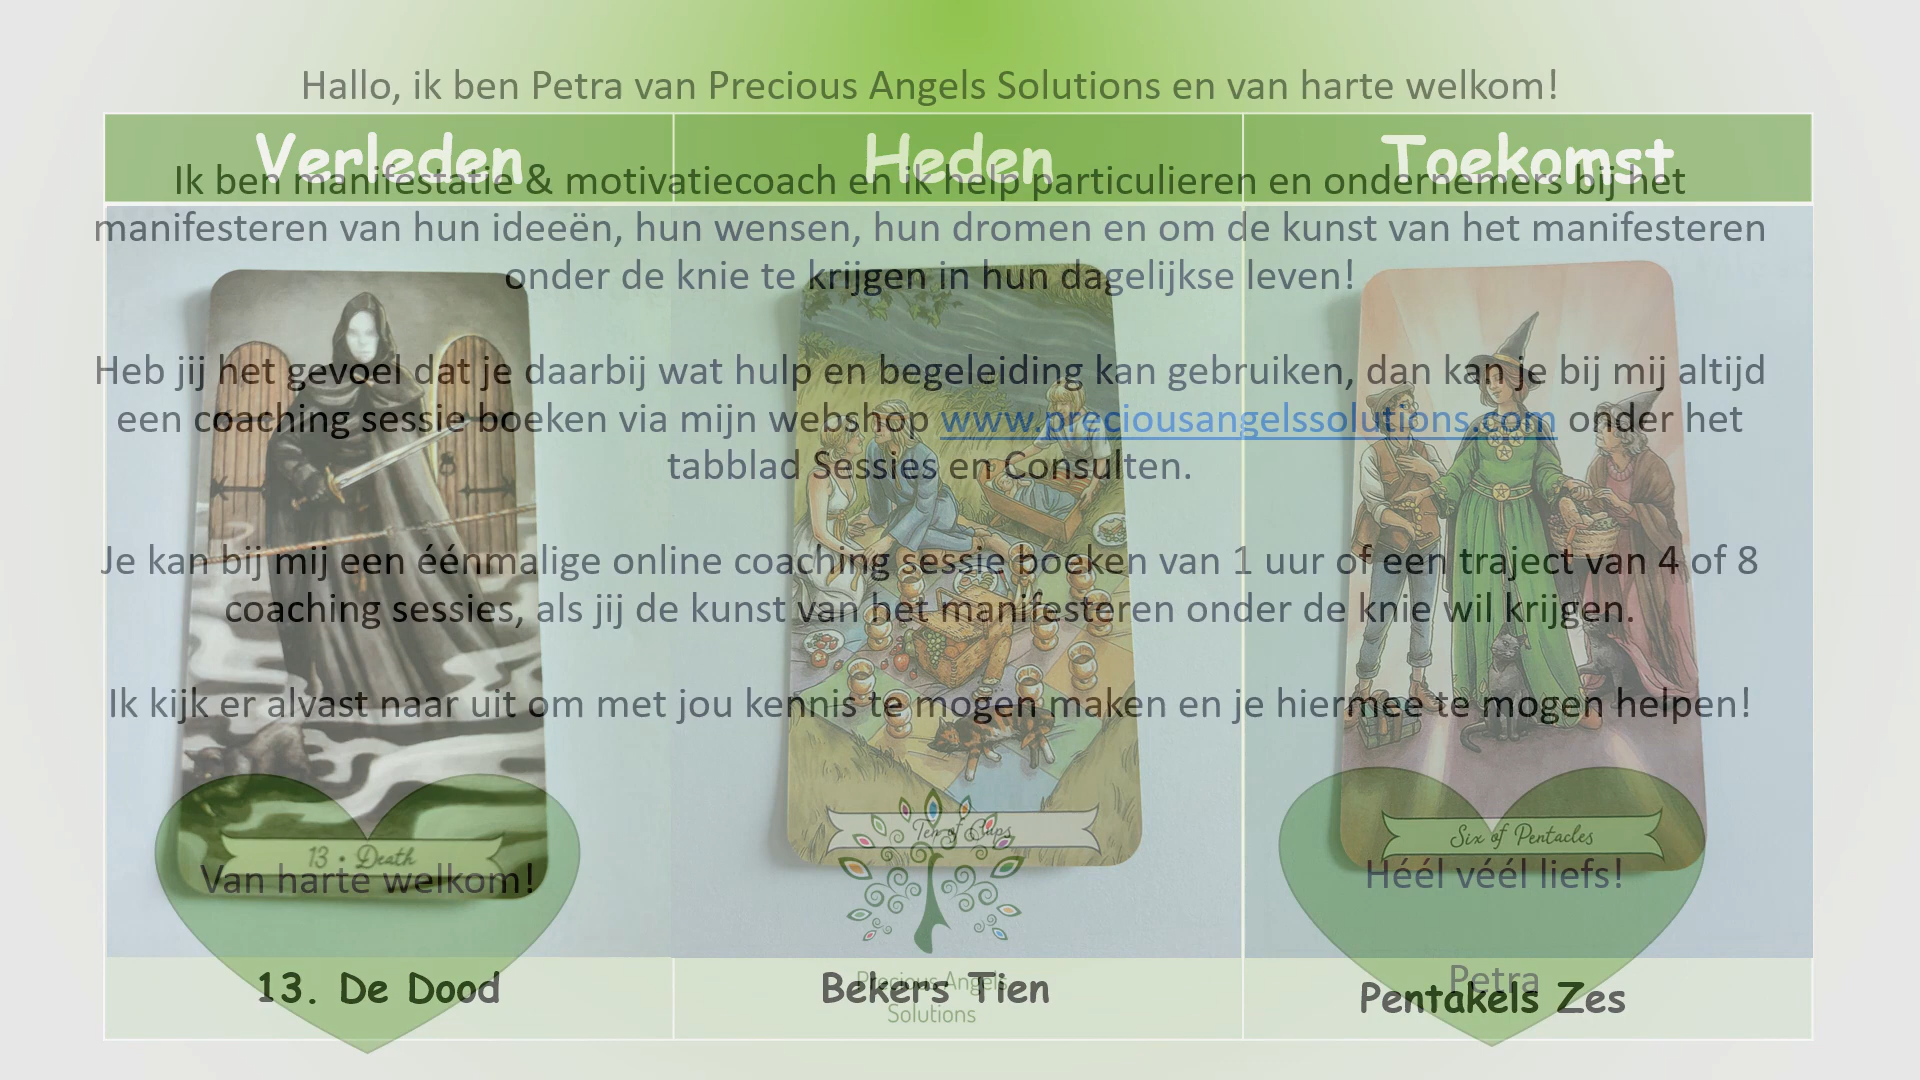 Hallo, ik ben Petra van Precious Angels Solutions en van harte welkom!
Verleden Heden Toekomst
Ik ben manifestatie & motivatiecoach en ik help particulieren en ondernemers bij het
manifesteren van hun ideeën, hun wensen, hun dromen en om de kunst van het manifesteren
onder de knie te krijgen in hun dagelijkse leven!
Heb jij het gevoel dat je daarbij wat hulp en begeleiding kan gebruiken, dan kan je bij mij altijd
een coaching sessie boeken via mijn webshop www.preciousangelssolutions.com onder het
tabblad Sessies en Consulten.
Je kan bij mij een éénmalige online coaching sessie boeken van 1 uur of een traject van 4 of 8
coaching sessies, als jij de kunst van het manifesteren onder de knie wil krijgen.
Ik kijk er alvast naar uit om met jou kennis te mogen maken en je hiermee te mogen helpen!
13 • Death
Ten of Cups
Six of Pentacles
Van harte welkom!
Héél véél liefs!
Petra
13. De Dood
Bekers Tien
Pentakels Zes
Precious Angels
Solutions